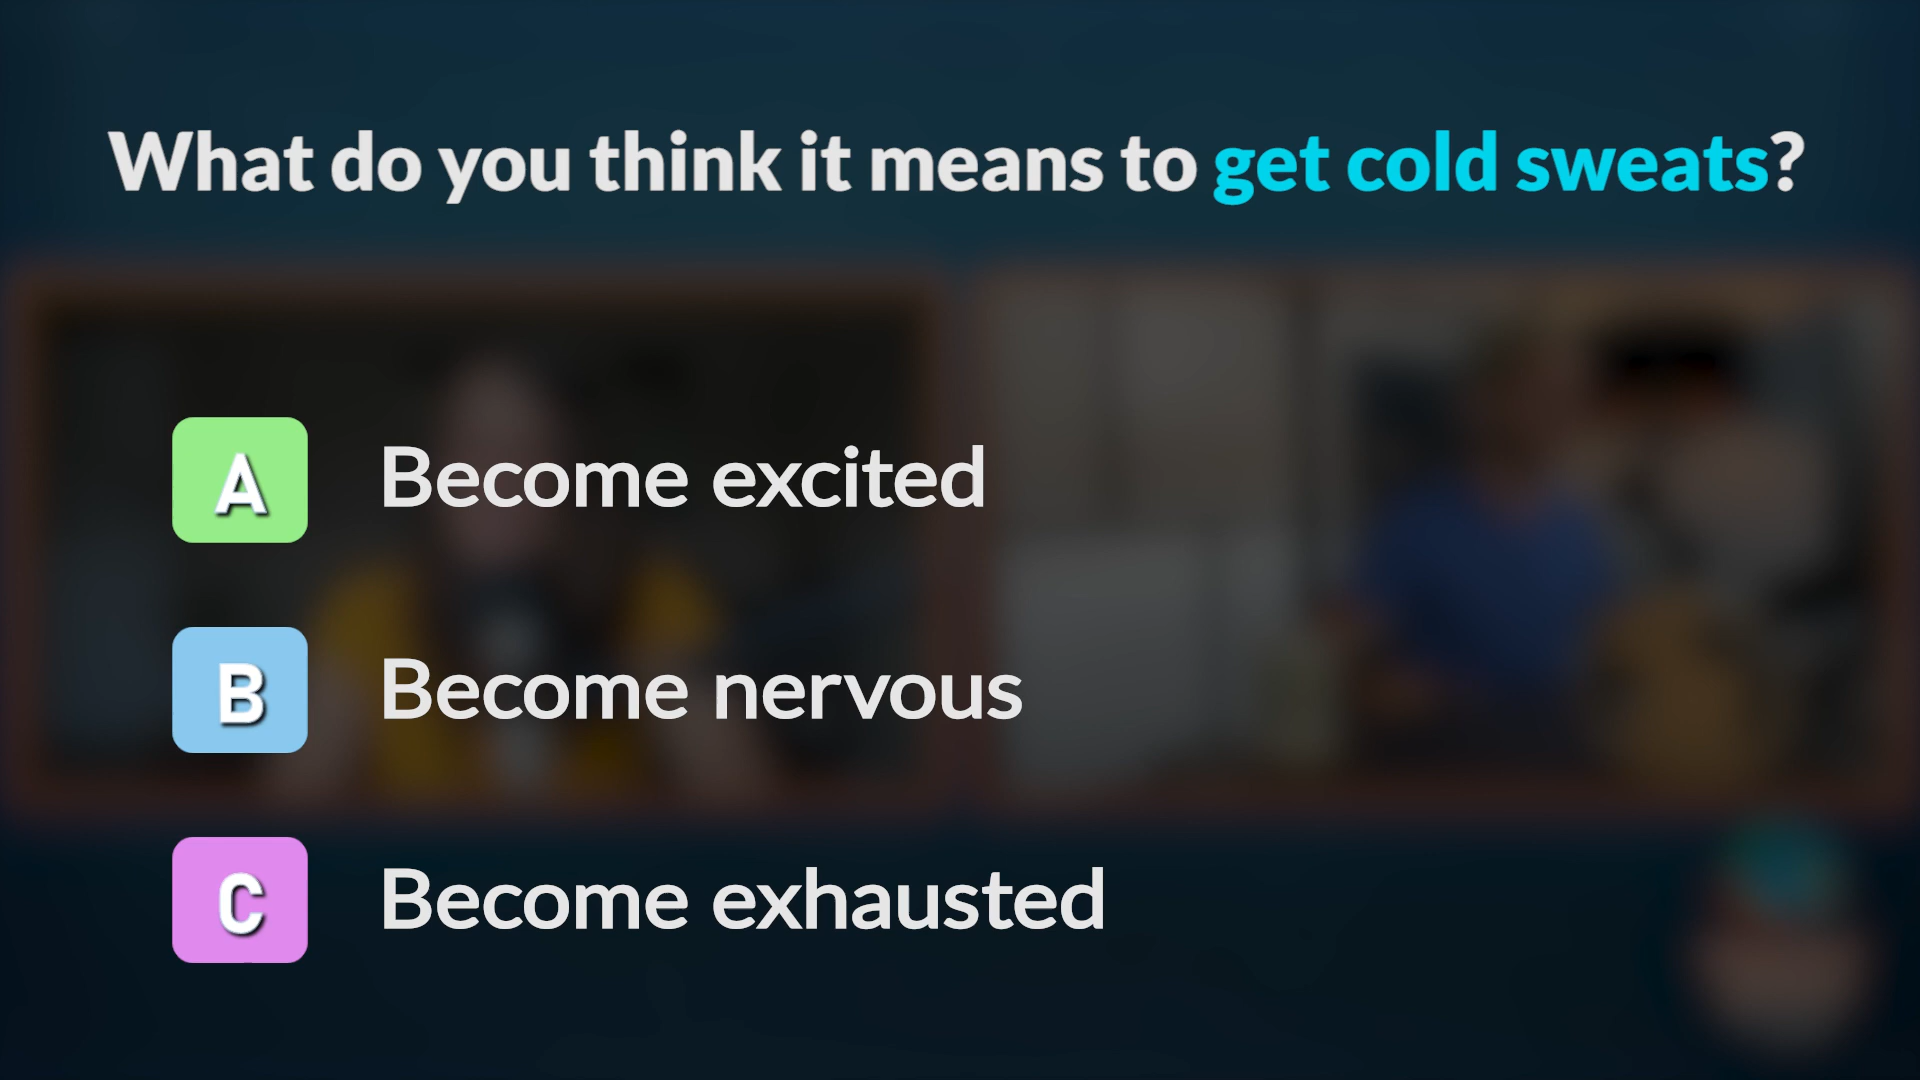 What do you think it means to get cold sweats?
A Become excited
B Become nervous
C Become exhausted